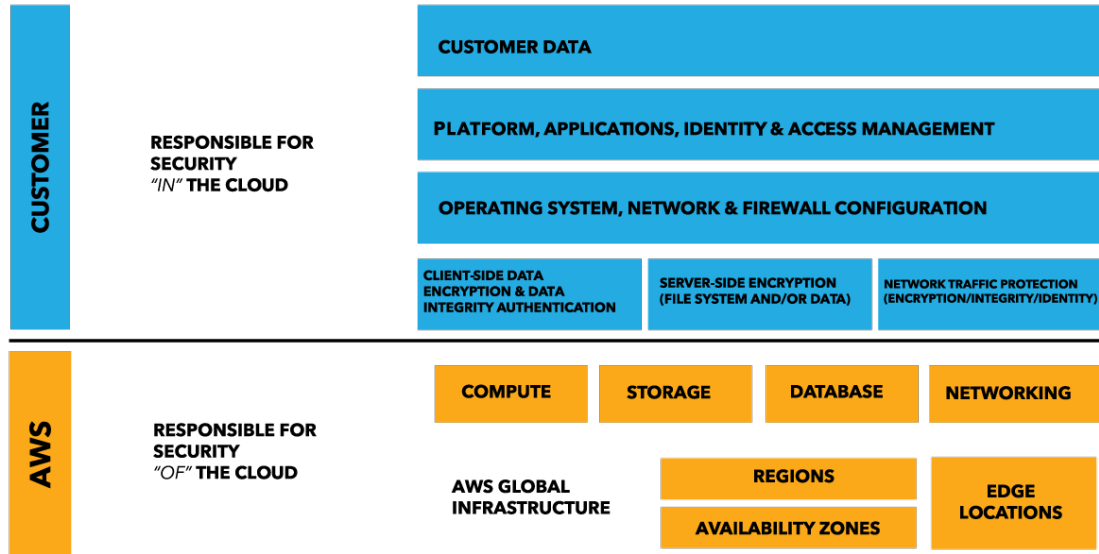 CUSTOMER
RESPONSIBLE FOR
SECURITY
“IN” THE CLOUD
CUSTOMER DATA
PLATFORM, APPLICATIONS, IDENTITY & ACCESS MANAGEMENT
OPERATING SYSTEM, NETWORK & FIREWALL CONFIGURATION
CLIENT-SIDE DATA
ENCRYPTION & DATA
INTEGRITY AUTHENTICATION
SERVER-SIDE ENCRYPTION
(FILE SYSTEM AND/OR DATA)
NETWORK TRAFFIC PROTECTION
(ENCRYPTION/INTEGRITY/IDENTITY)
AWS
RESPONSIBLE FOR
SECURITY
“OF” THE CLOUD
COMPUTE
STORAGE
DATABASE
NETWORKING
AWS GLOBAL
INFRASTRUCTURE
REGIONS
AVAILABILITY ZONES
EDGE
LOCATIONS